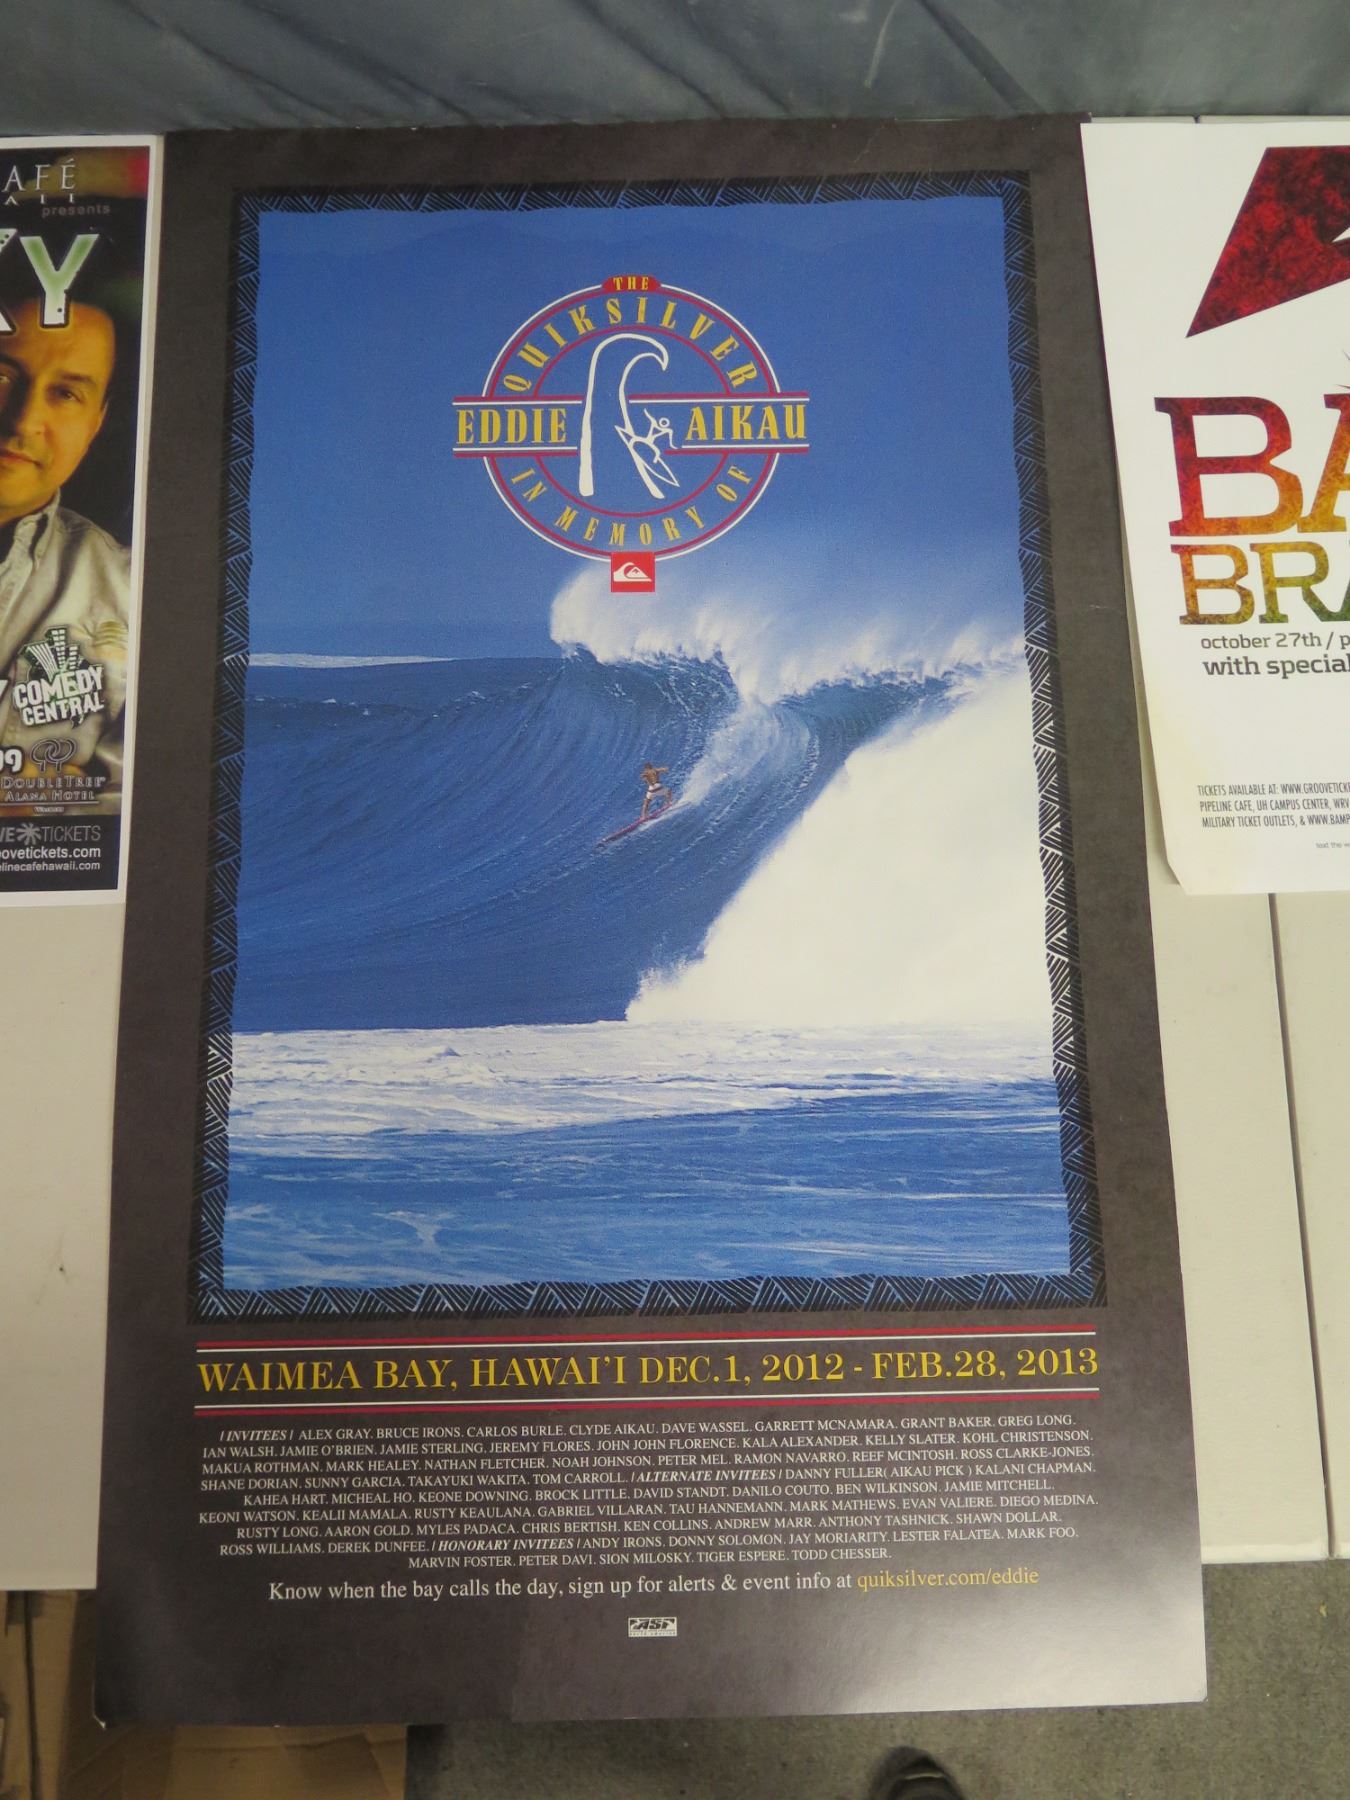 AFÉ
presents
KY
COMEDY
CENTRAL
DOUBLETREE
ALANA HOTEL
TICKETS
ovetickets.com
elinecafehawaii.com
THE
QUIKSILVER
EDDIE AIKAU
IN MEMORY OF
WAIMEA BAY, HAWAI'I DEC.1, 2012 - FEB.28, 2013
/ INVITEES / ALEX GRAY. BRUCE IRONS. CARLOS BURLE. CLYDE AIKAU. DAVE WASSEL. GARRETT MCNAMARA. GRANT BAKER. GREG LONG.
IAN WALSH. JAMIE O'BRIEN. JAMIE STERLING. JEREMY FLORES. JOHN JOHN FLORENCE. KALA ALEXANDER. KELLY SLATER. KOHL CHRISTENSON.
MAKUA ROTHMAN. MARK HEALEY. NATHAN FLETCHER. NOAH JOHNSON. PETER MEL. RAMON NAVARRO. REEF MCINTOSH. ROSS CLARKE-JONES.
SHANE DORIAN. SUNNY GARCIA. TAKAYUKI WAKITA. TOM CARROLL. / ALTERNATE INVITEES / DANNY FULLER( AIKAU PICK ) KALANI CHAPMAN.
KAHEA HART. MICHEAL HO. KEONE DOWNING. BROCK LITTLE. DAVID STANDT. DANILO COUTO. BEN WILKINSON. JAMIE MITCHELL.
KEONI WATSON. KEALII MAMALA. RUSTY KEAULANA. GABRIEL VILLARAN. TAU HANNEMANN. MARK MATHEWS. EVAN VALIERE. DIEGO MEDINA.
RUSTY LONG. AARON GOLD. MYLES PADACA. CHRIS BERTISH. KEN COLLINS. ANDREW MARR. ANTHONY TASHNICK. SHAWN DOLLAR.
ROSS WILLIAMS. DEREK DUNFEE. / HONORARY INVITEES / ANDY IRONS. DONNY SOLOMON. JAY MORIARITY. LESTER FALATEA. MARK FOO.
MARVIN FOSTER. PETER DAVI. SION MILOSKY. TIGER ESPERE. TODD CHESSER.
Know when the bay calls the day, sign up for alerts & event info at quiksilver.com/eddie
ASP
BA
BRA
october 27th / p
with special
TICKETS AVAILABLE AT: WWW.GROOVETICKE
PIPELINE CAFE, UH CAMPUS CENTER, WRV
MILITARY TICKET OUTLETS, & WWW.BAMP
text the w